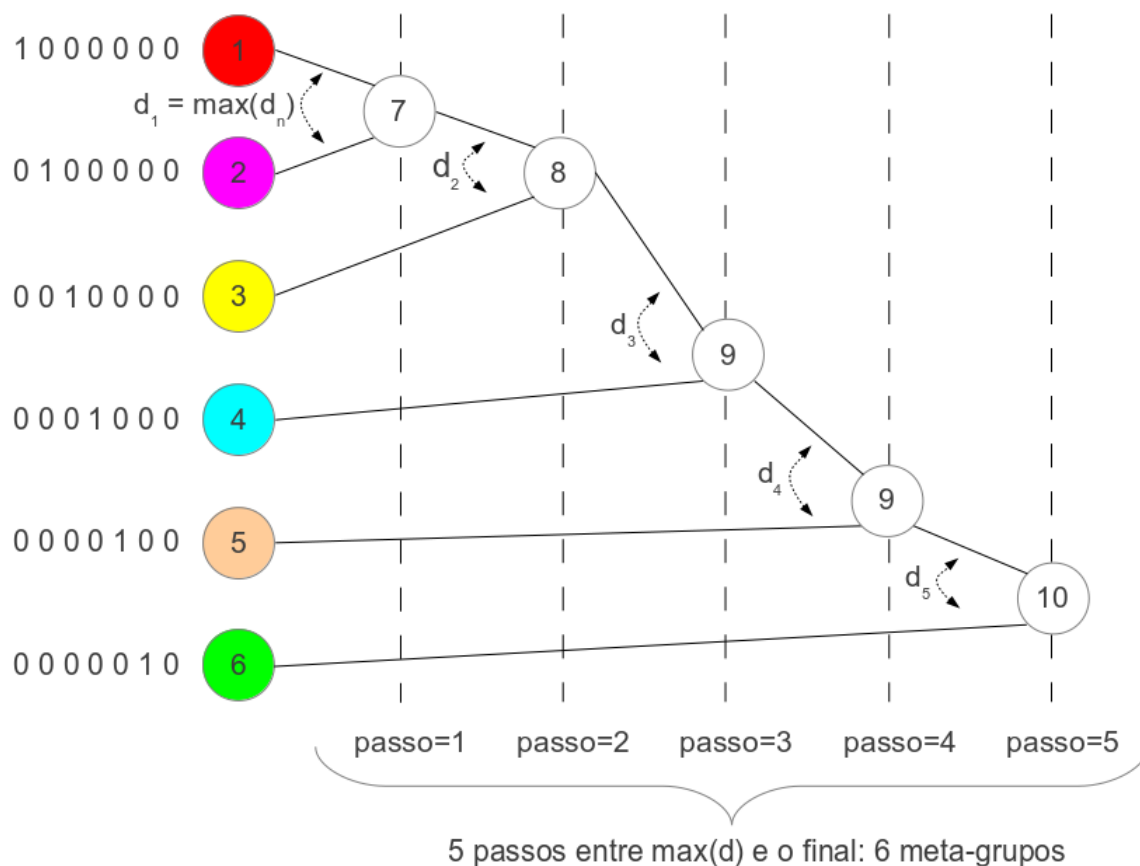 1 0 0 0 0 0 0 1
d₁ = max(dₙ) 7
0 1 0 0 0 0 0 2
d₂ 8
0 0 1 0 0 0 0 3
d₃ 9
0 0 0 1 0 0 0 4
d₄ 9
0 0 0 0 1 0 0 5
d₅ 10
0 0 0 0 0 1 0 6
passo=1 passo=2 passo=3 passo=4 passo=5
5 passos entre max(d) e o final: 6 meta-grupos